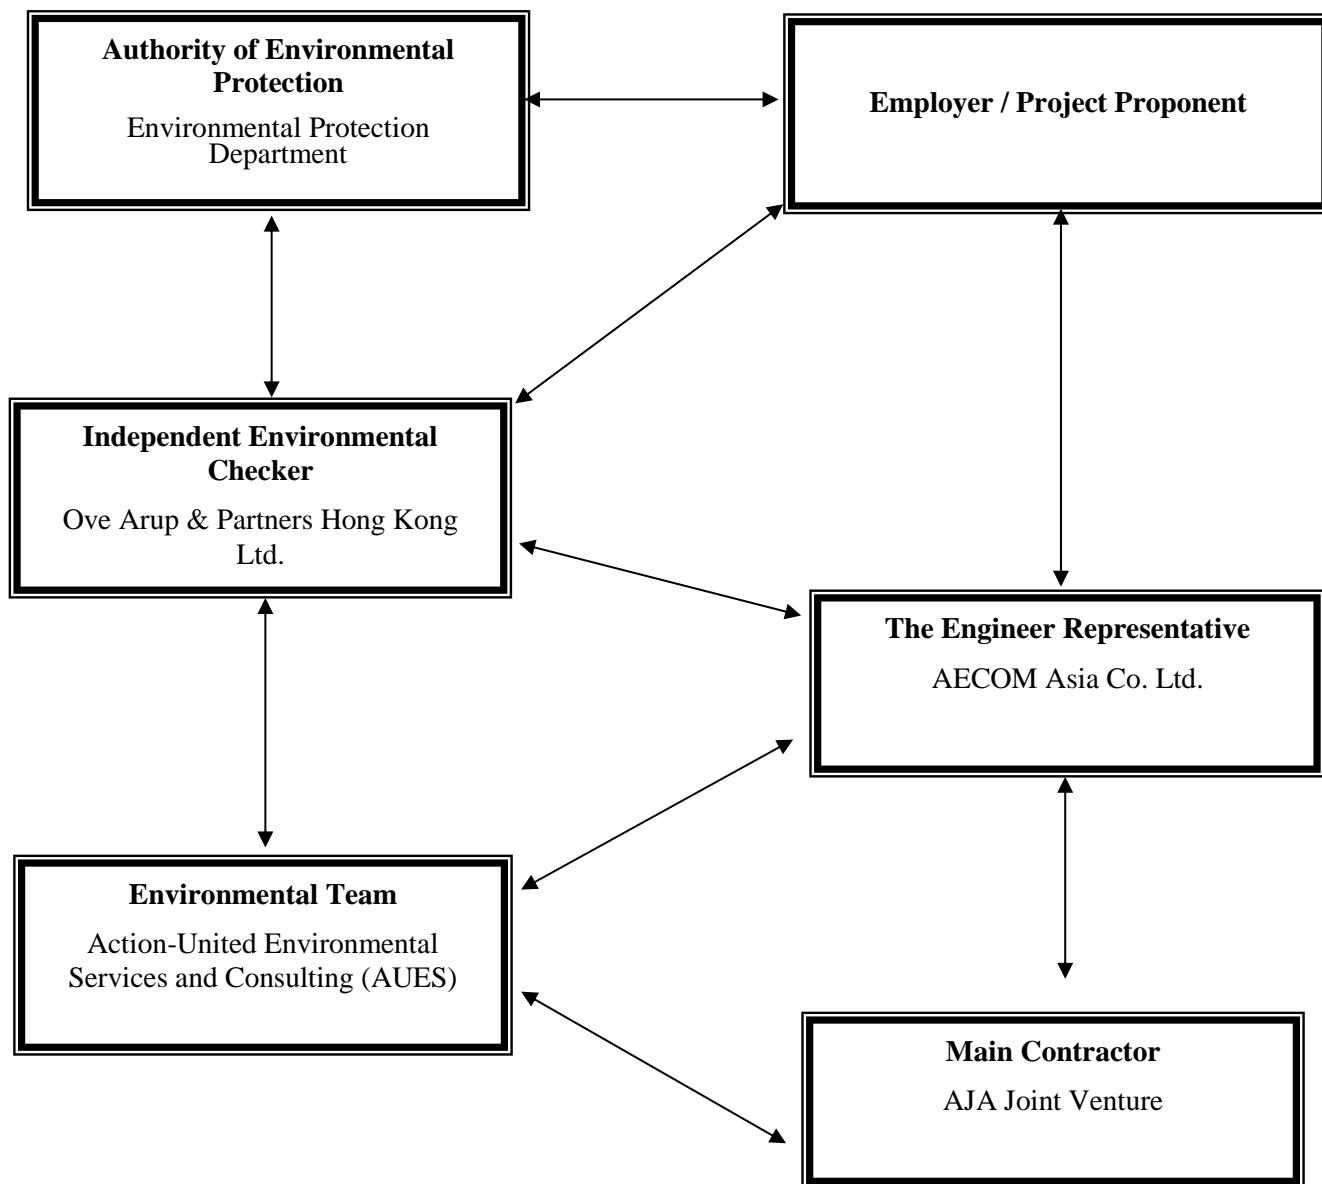 Authority of Environmental
Protection
Environmental Protection
Department
Employer / Project Proponent
Independent Environmental
Checker
Ove Arup & Partners Hong Kong
Ltd.
The Engineer Representative
AECOM Asia Co. Ltd.
Environmental Team
Action-United Environmental
Services and Consulting (AUES)
Main Contractor
AJA Joint Venture